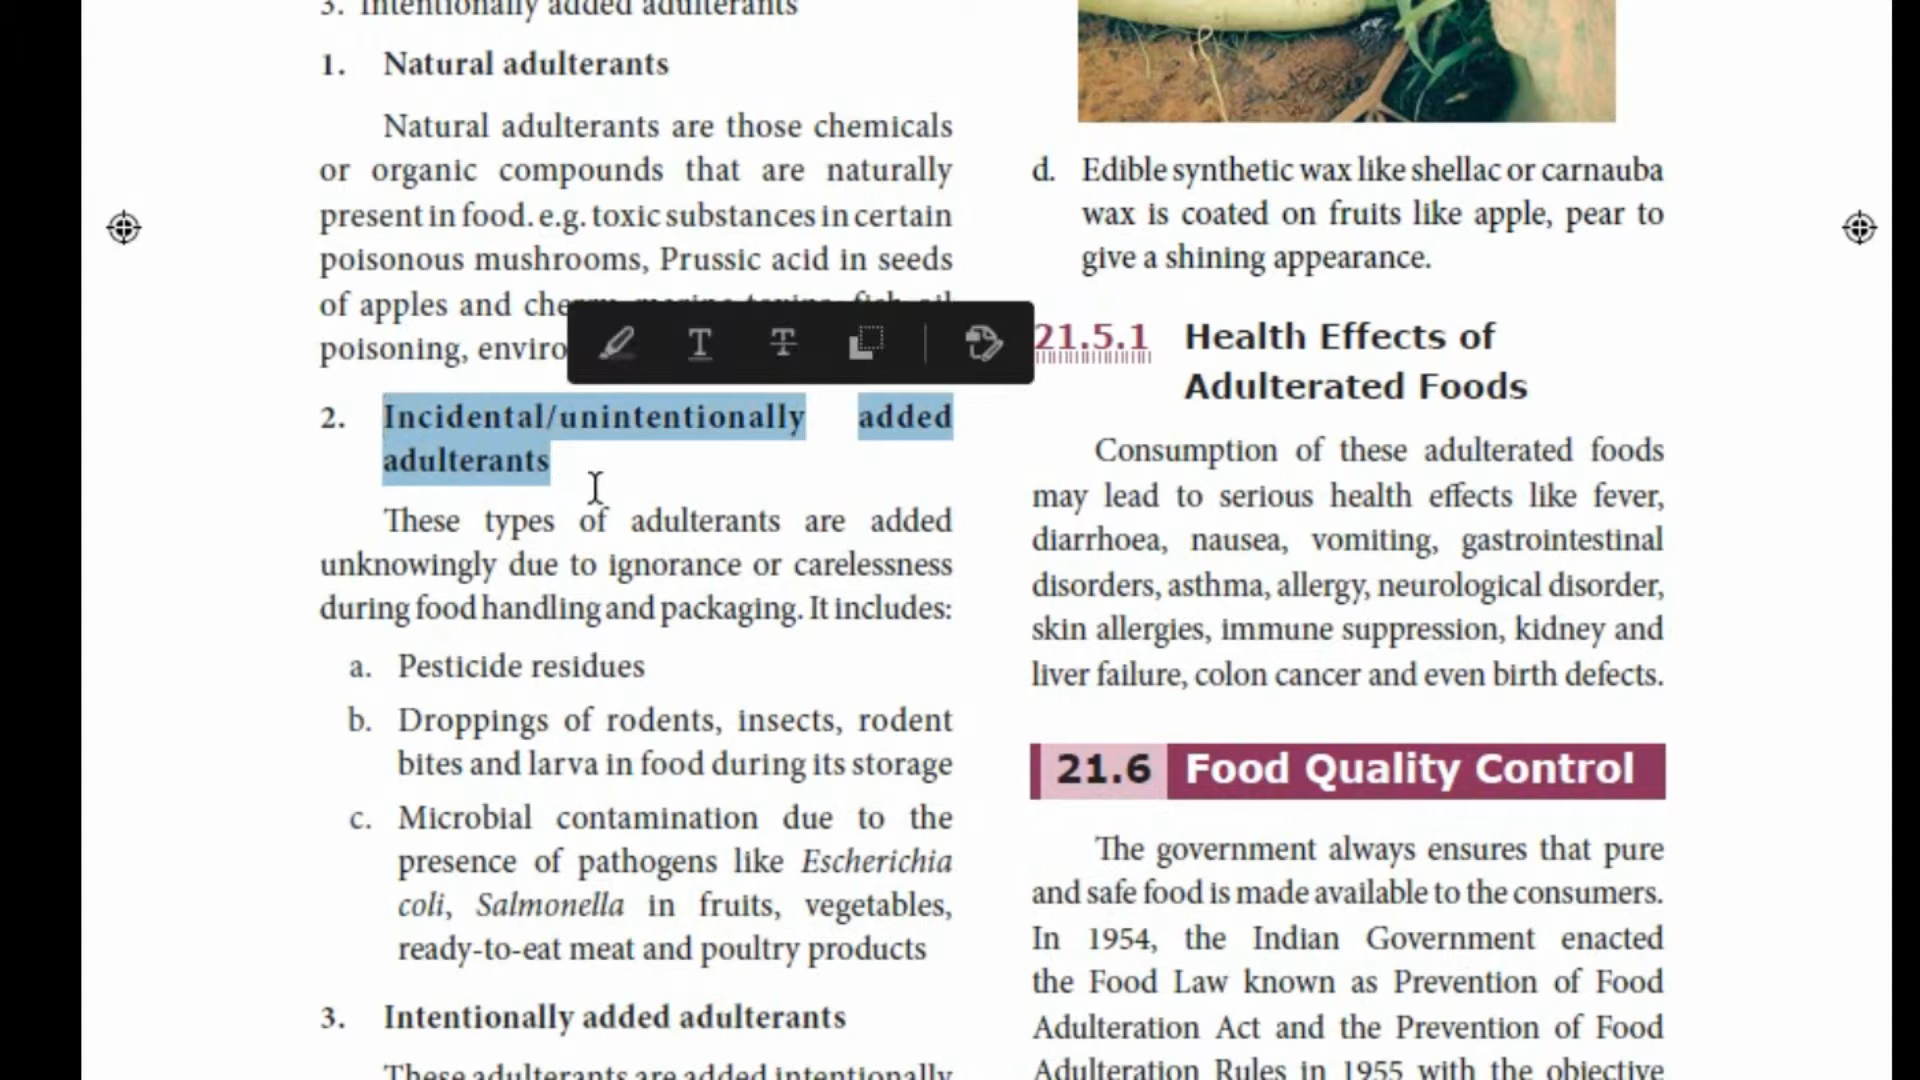 3. Intentionally added adulterants
1. Natural adulterants
Natural adulterants are those chemicals
or organic compounds that are naturally
present in food. e.g. toxic substances in certain
poisonous mushrooms, Prussic acid in seeds
of apples and
poisoning,
2. Incidental/unintentionally added
adulterants
These types of adulterants are added
unknowingly due to ignorance or carelessness
during food handling and packaging. It includes:
a. Pesticide residues
b. Droppings of rodents, insects, rodent
bites and larva in food during its storage
c. Microbial contamination due to the
presence of pathogens like Escherichia
coli, Salmonella in fruits, vegetables,
ready-to-eat meat and poultry products
3. Intentionally added adulterants
These adulterants are added intentionally
d. Edible synthetic wax like shellac or carnauba
wax is coated on fruits like apple, pear to
give a shining appearance.
21.5.1 Health Effects of
Adulterated Foods
Consumption of these adulterated foods
may lead to serious health effects like fever,
diarrhoea, nausea, vomiting, gastrointestinal
disorders, asthma, allergy, neurological disorder,
skin allergies, immune suppression, kidney and
liver failure, colon cancer and even birth defects.
21.6 Food Quality Control
The government always ensures that pure
and safe food is made available to the consumers.
In 1954, the Indian Government enacted
the Food Law known as Prevention of Food
Adulteration Act and the Prevention of Food
Adulteration Rules in 1955 with the objective